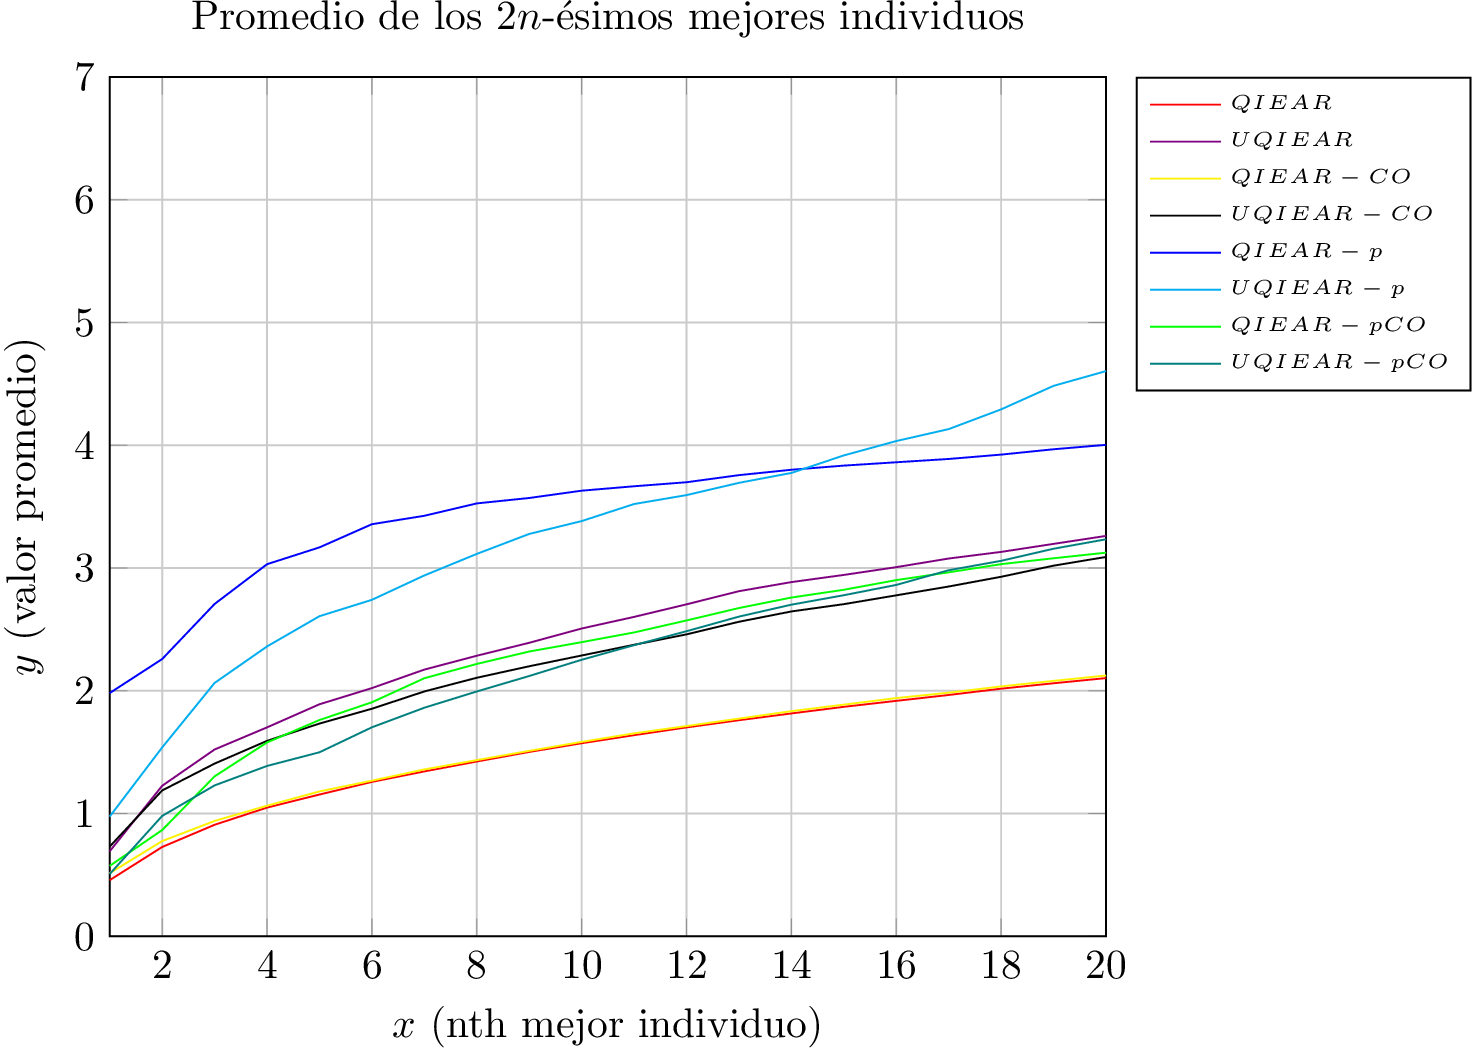 Promedio de los 2n-ésimos mejores individuos
7
6
5
4
3
2
1
0
y (valor promedio)
2 4 6 8 10 12 14 16 18 20
x (nth mejor individuo)
QIEAR
UQIEAR
QIEAR − CO
UQIEAR − CO
QIEAR − p
UQIEAR − p
QIEAR − pCO
UQIEAR − pCO